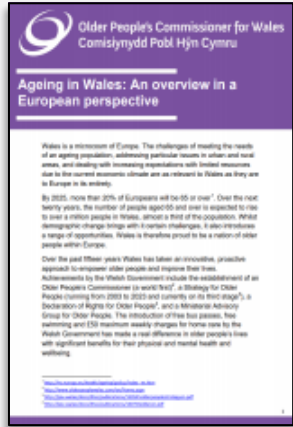 Older People's Commissioner for Wales
Comisiynydd Pobl Hŷn Cymru
Ageing in Wales: An overview in a
European perspective
Wales is a microcosm of Europe. The challenges of meeting the needs
of an ageing population, addressing particular issues in urban and rural
areas, and dealing with increasing expectations with limited resources
due to the current economic climate are as relevant to Wales as they are
to Europe in its entirety.
By 2025, more than 20% of Europeans will be 65 or over¹. Over the next
twenty years, the number of people aged 65 and over is expected to rise
to over a million people in Wales, almost a third of the population. Whilst
demographic change brings with it certain challenges, it also introduces
a range of opportunities. Wales is therefore proud to be a nation of older
people within Europe.
Over the past fifteen years Wales has taken an innovative, proactive
approach to empower older people and improve their lives.
Achievements by the Welsh Government include the establishment of an
Older People's Commissioner (a world first)², a Strategy for Older
People (running from 2003 to 2023 and currently on its third stage³), a
Declaration of Rights for Older People⁴, and a Ministerial Advisory
Group for Older People. The introduction of free bus passes, free
swimming and £50 maximum weekly charges for home care by the
Welsh Government has made a real difference in older people's lives
with significant benefits for their physical and mental health and
wellbeing.